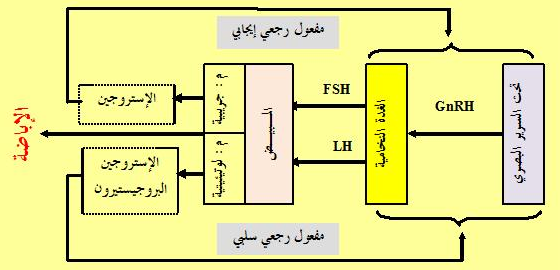 مفعول رجعي إيجابي
تحت السرير البصري
GnRH
الغدة النخامية
FSH
LH
المبيض
م : جريبية
م : لوتيئينية
الإستروجين
الإستروجين
البروجيستيرون
الإباضة
مفعول رجعي سلبي